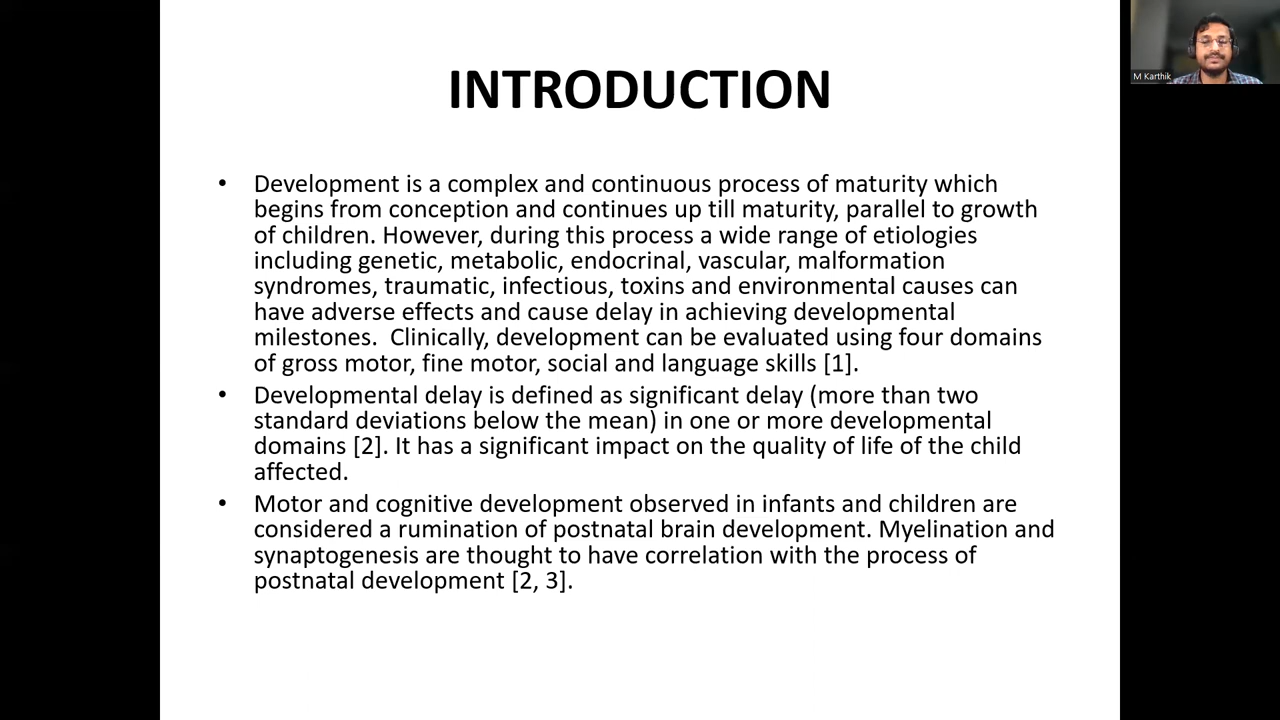 INTRODUCTION
M Karthik
• Development is a complex and continuous process of maturity which
begins from conception and continues up till maturity, parallel to growth
of children. However, during this process a wide range of etiologies
including genetic, metabolic, endocrinal, vascular, malformation
syndromes, traumatic, infectious, toxins and environmental causes can
have adverse effects and cause delay in achieving developmental
milestones.  Clinically, development can be evaluated using four domains
of gross motor, fine motor, social and language skills [1].
• Developmental delay is defined as significant delay (more than two
standard deviations below the mean) in one or more developmental
domains [2]. It has a significant impact on the quality of life of the child
affected.
• Motor and cognitive development observed in infants and children are
considered a rumination of postnatal brain development. Myelination and
synaptogenesis are thought to have correlation with the process of
postnatal development [2, 3].